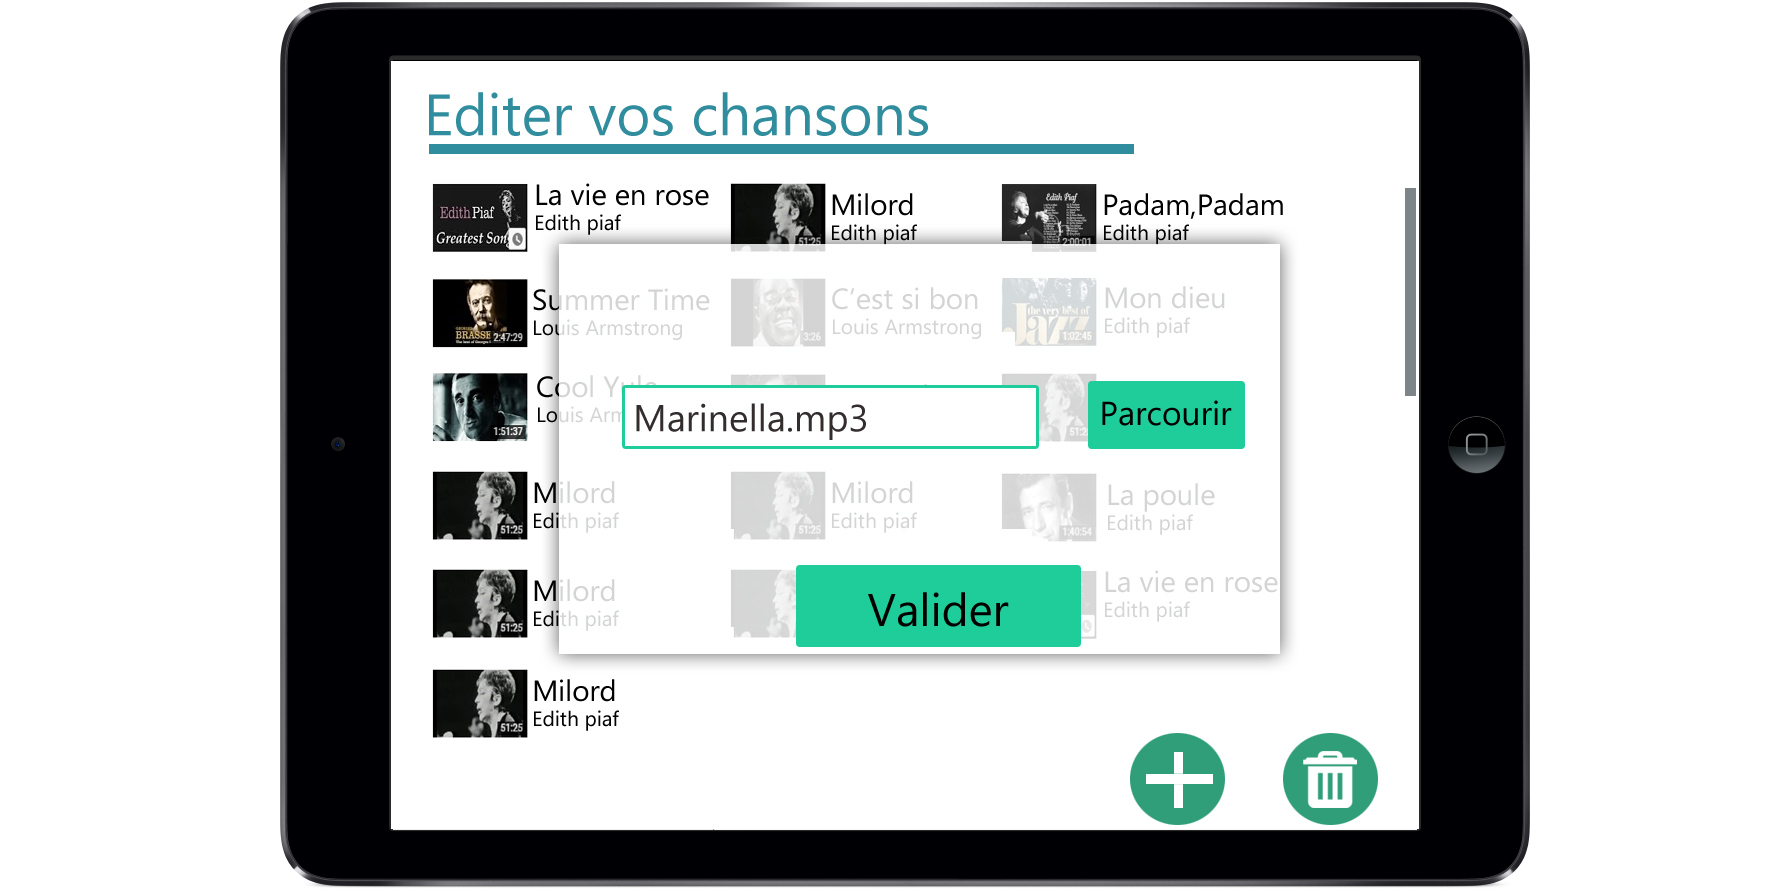 Editer vos chansons
Edith Piaf
Greatest Son
La vie en rose
Edith piaf
51:25
Milord
Edith piaf
Edith Piaf
2:00:01
Padam,Padam
Edith piaf
BRASSE
2:47:29
Summer Time
Louis Armstrong
3:26
C'est si bon
Louis Armstrong
the very best of
Jazz
1:02:45
Mon dieu
Edith piaf
1:51:37
Cool Yule
Louis Arm
Marinella.mp3
51:25
Parcourir
51:25
Milord
Edith piaf
51:25
Milord
Edith piaf
1:40:54
La poule
Edith piaf
51:25
Milord
Edith piaf
Valider
La vie en rose
Edith piaf
51:25
Milord
Edith piaf